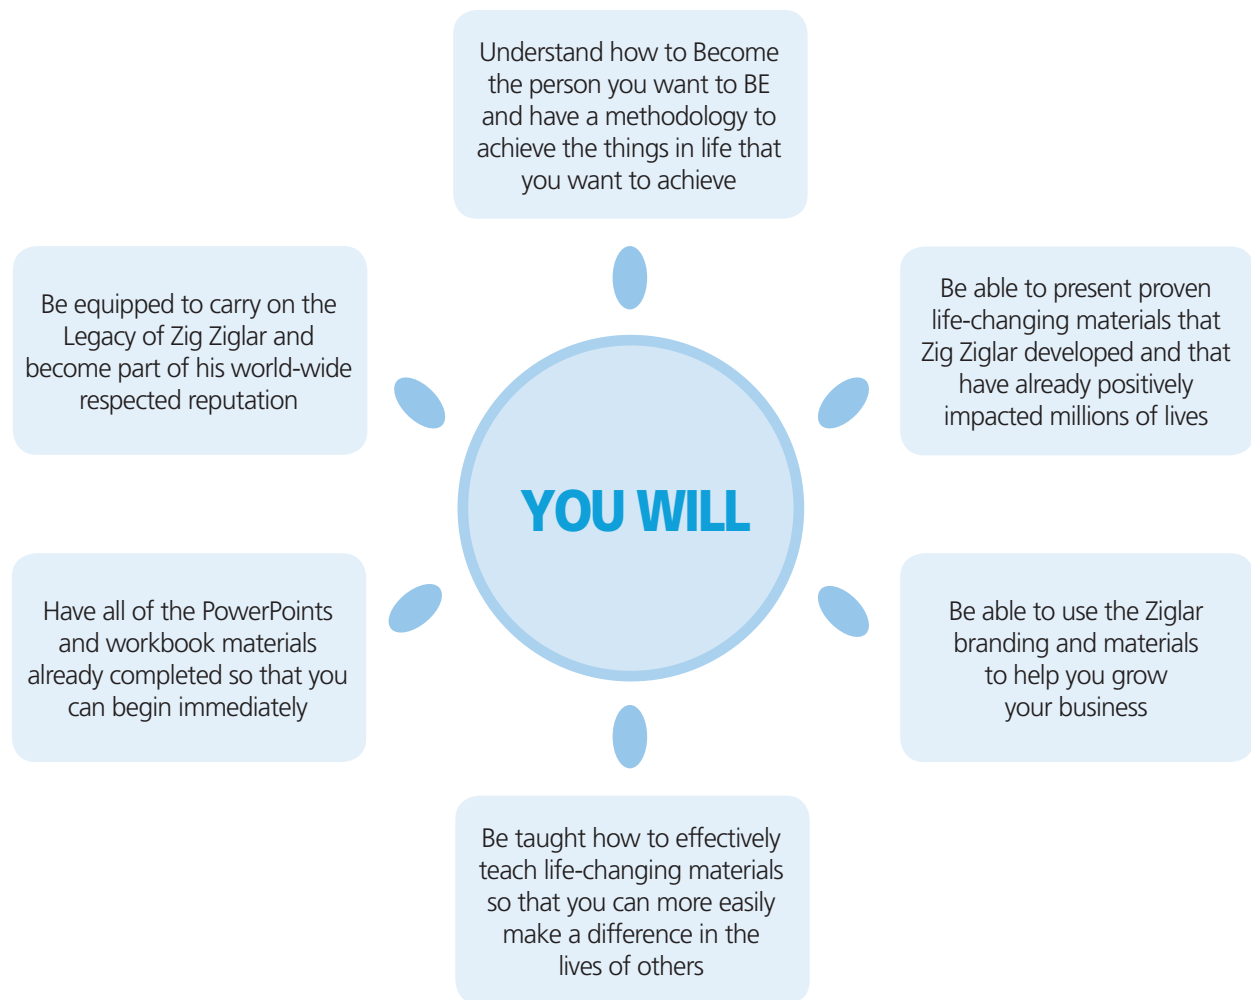 Understand how to Become
the person you want to BE
and have a methodology to
achieve the things in life that
you want to achieve
Be equipped to carry on the
Legacy of Zig Ziglar and
become part of his world-wide
respected reputation
Be able to present proven
life-changing materials that
Zig Ziglar developed and that
have already positively
impacted millions of lives
YOU WILL
Have all of the PowerPoints
and workbook materials
already completed so that you
can begin immediately
Be able to use the Ziglar
branding and materials
to help you grow
your business
Be taught how to effectively
teach life-changing materials
so that you can more easily
make a difference in the
lives of others